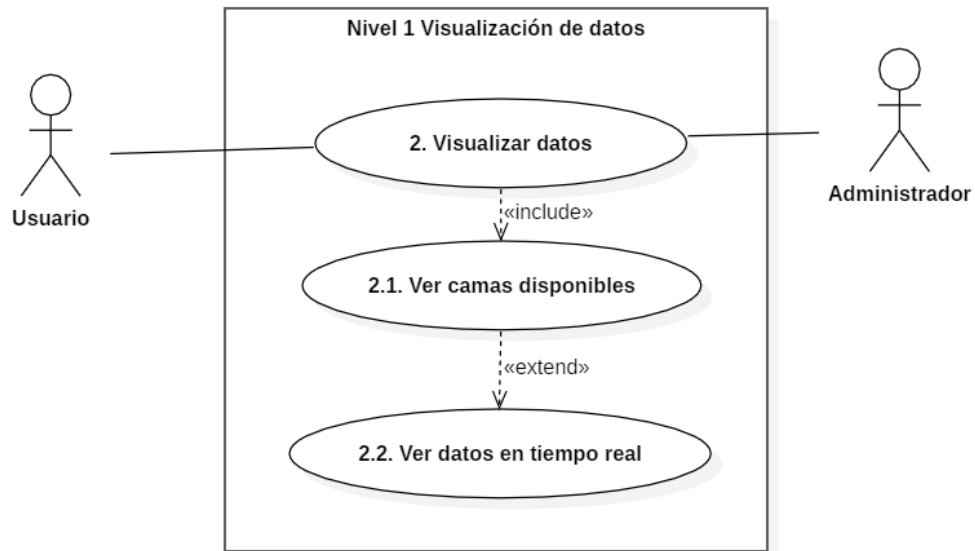 Nivel 1 Visualización de datos
2. Visualizar datos
Usuario
Administrador
«include»
2.1. Ver camas disponibles
«extend»
2.2. Ver datos en tiempo real